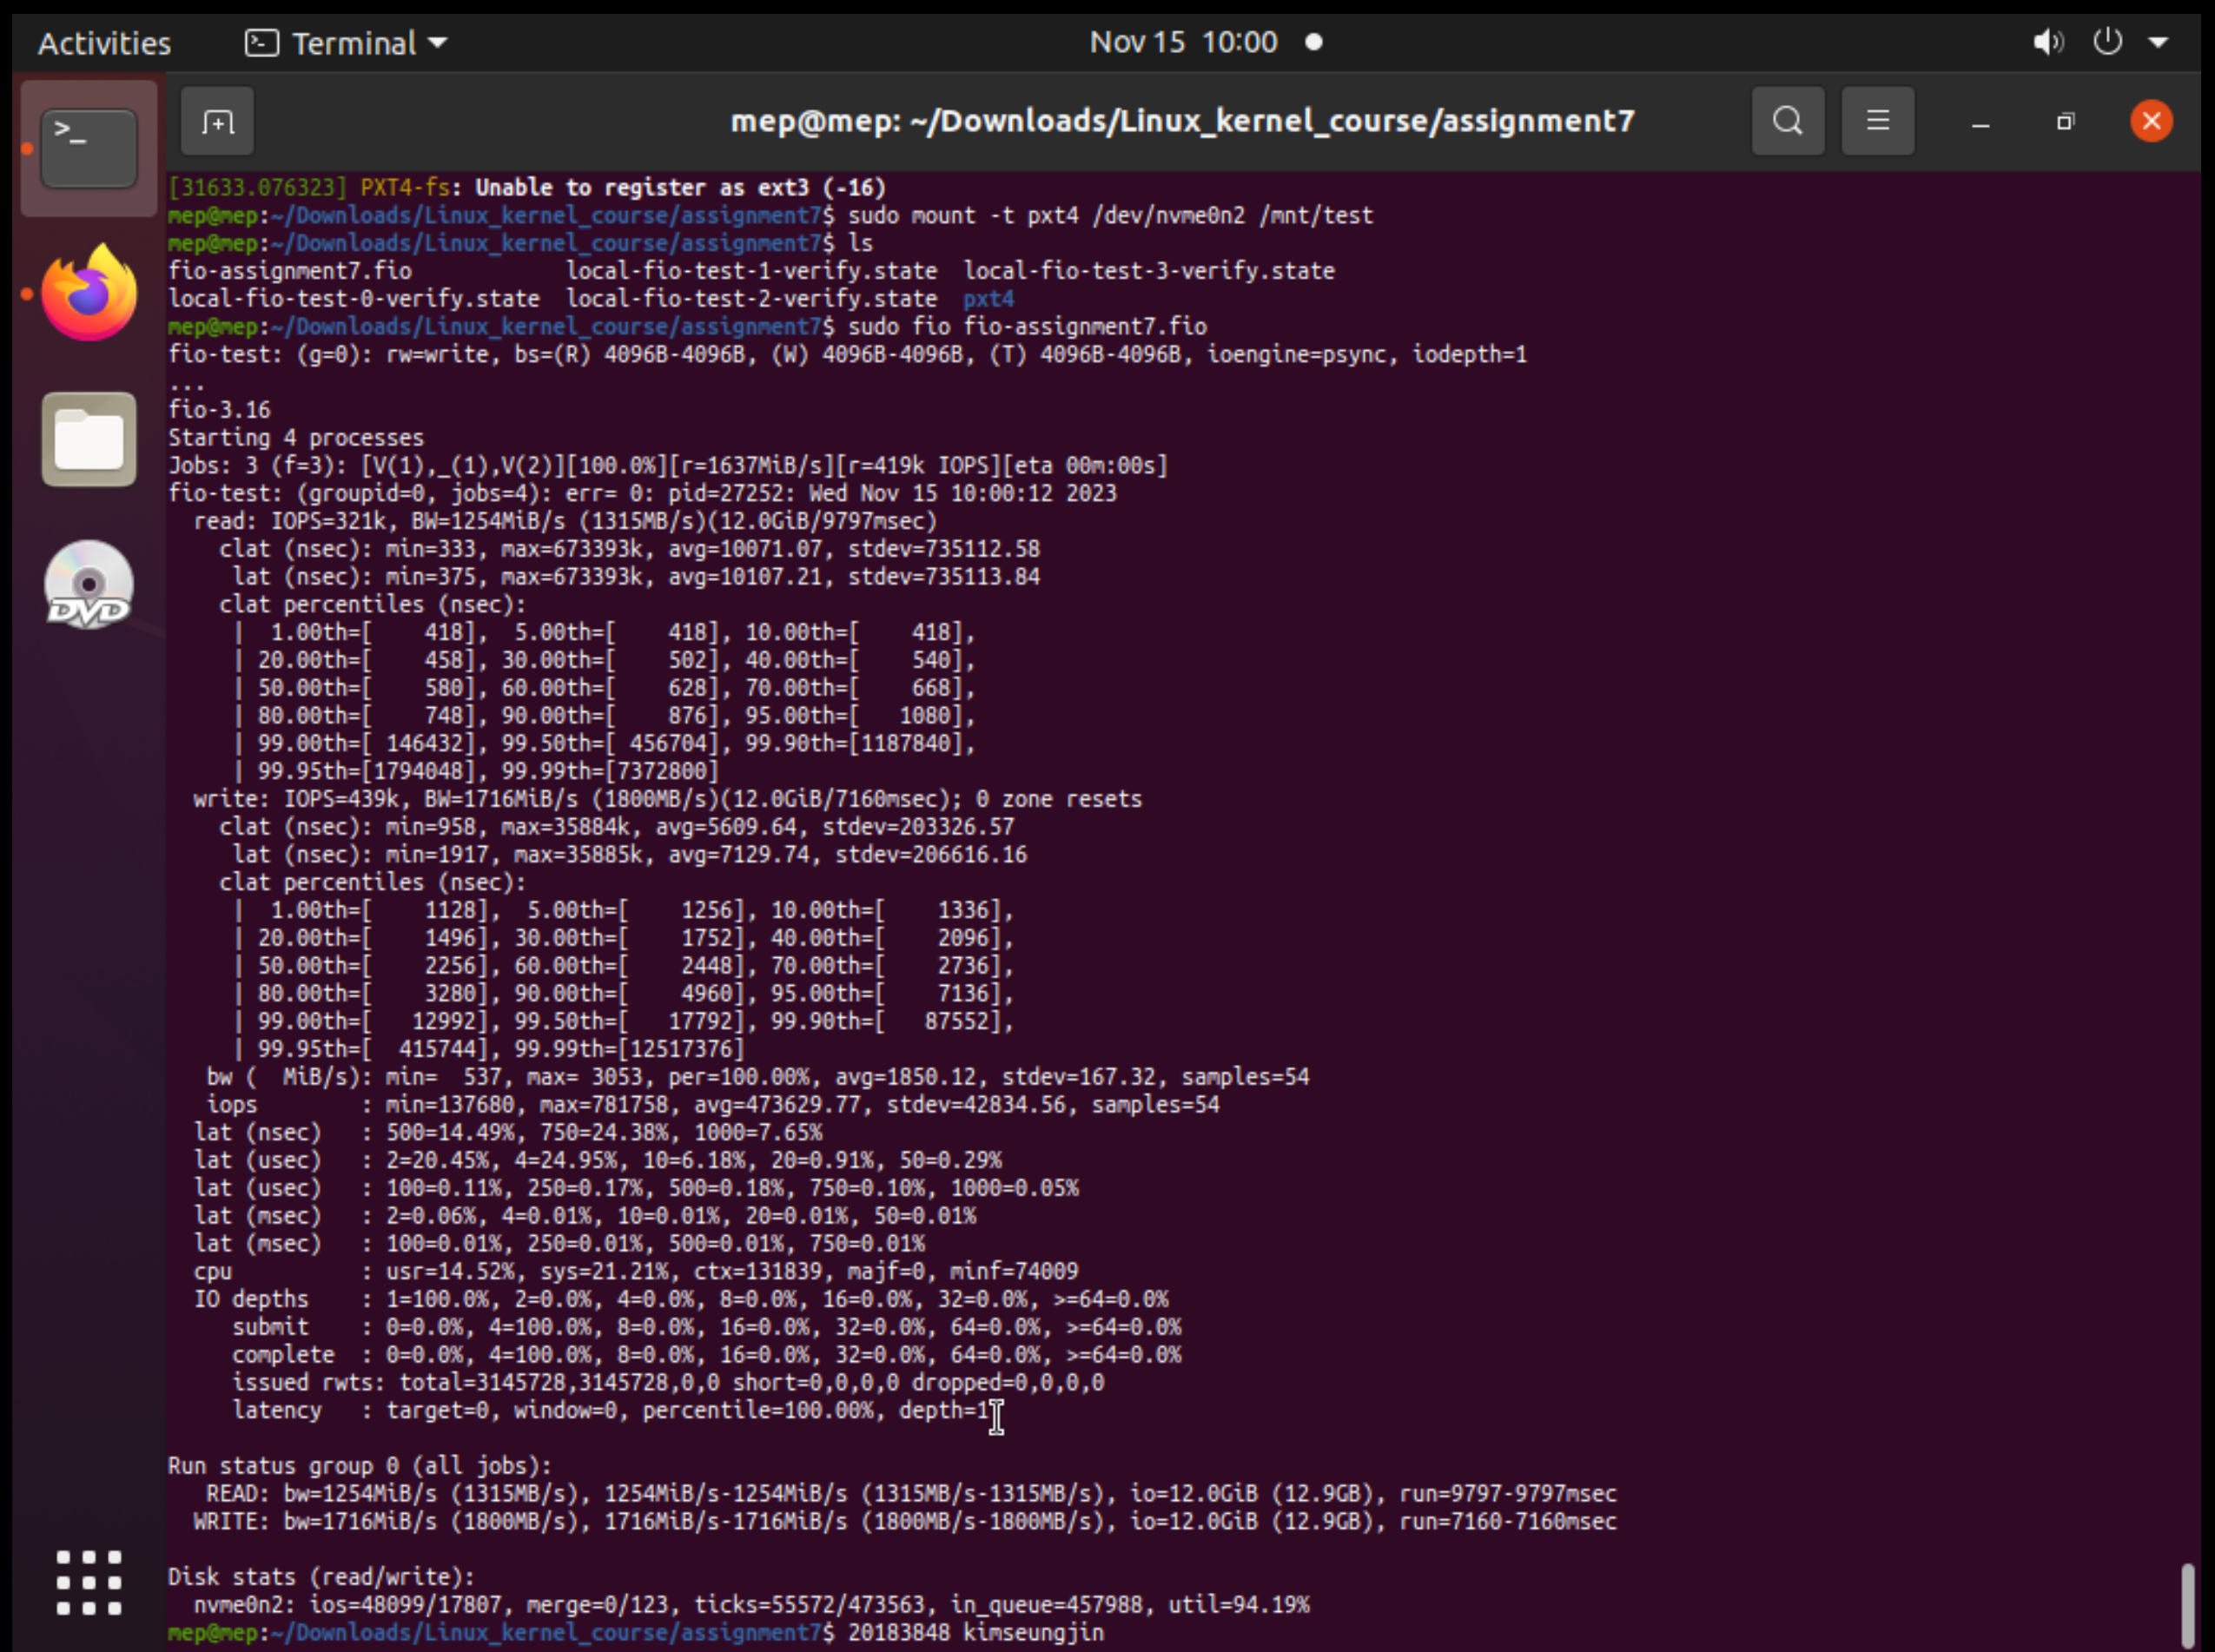 Activities Terminal Nov 15 10:00
mep@mep: ~/Downloads/Linux_kernel_course/assignment7
[31633.076323] PXT4-fs: Unable to register as ext3 (-16)
mep@mep:~/Downloads/Linux_kernel_course/assignment7$ sudo mount -t pxt4 /dev/nvme0n2 /mnt/test
mep@mep:~/Downloads/Linux_kernel_course/assignment7$ ls
fio-assignment7.fio            local-fio-test-1-verify.state  local-fio-test-3-verify.state
local-fio-test-0-verify.state  local-fio-test-2-verify.state  pxt4
mep@mep:~/Downloads/Linux_kernel_course/assignment7$ sudo fio fio-assignment7.fio
fio-test: (g=0): rw=write, bs=(R) 4096B-4096B, (W) 4096B-4096B, (T) 4096B-4096B, ioengine=psync, iodepth=1
...
fio-3.16
Starting 4 processes
Jobs: 3 (f=3): [V(1),_(1),V(2)][100.0%][r=1637MiB/s][r=419k IOPS][eta 00m:00s]
fio-test: (groupid=0, jobs=4): err= 0: pid=27252: Wed Nov 15 10:00:12 2023
  read: IOPS=321k, BW=1254MiB/s (1315MB/s)(12.0GiB/9797msec)
    clat (nsec): min=333, max=673393k, avg=10071.07, stdev=735112.58
     lat (nsec): min=375, max=673393k, avg=10107.21, stdev=735113.84
    clat percentiles (nsec):
     |  1.00th=[    418],  5.00th=[    418], 10.00th=[    418],
     | 20.00th=[    458], 30.00th=[    502], 40.00th=[    540],
     | 50.00th=[    580], 60.00th=[    628], 70.00th=[    668],
     | 80.00th=[    748], 90.00th=[    876], 95.00th=[   1080],
     | 99.00th=[ 146432], 99.50th=[ 456704], 99.90th=[1187840],
     | 99.95th=[1794048], 99.99th=[7372800]
  write: IOPS=439k, BW=1716MiB/s (1800MB/s)(12.0GiB/7160msec); 0 zone resets
    clat (nsec): min=958, max=35884k, avg=5609.64, stdev=203326.57
     lat (nsec): min=1917, max=35885k, avg=7129.74, stdev=206616.16
    clat percentiles (nsec):
     |  1.00th=[    1128],  5.00th=[    1256], 10.00th=[    1336],
     | 20.00th=[    1496], 30.00th=[    1752], 40.00th=[    2096],
     | 50.00th=[    2256], 60.00th=[    2448], 70.00th=[    2736],
     | 80.00th=[    3280], 90.00th=[    4960], 95.00th=[    7136],
     | 99.00th=[   12992], 99.50th=[   17792], 99.90th=[   87552],
     | 99.95th=[  415744], 99.99th=[12517376]
   bw (  MiB/s): min=  537, max= 3053, per=100.00%, avg=1850.12, stdev=167.32, samples=54
   iops        : min=137680, max=781758, avg=473629.77, stdev=42834.56, samples=54
  lat (nsec)   : 500=14.49%, 750=24.38%, 1000=7.65%
  lat (usec)   : 2=20.45%, 4=24.95%, 10=6.18%, 20=0.91%, 50=0.29%
  lat (usec)   : 100=0.11%, 250=0.17%, 500=0.18%, 750=0.10%, 1000=0.05%
  lat (msec)   : 2=0.06%, 4=0.01%, 10=0.01%, 20=0.01%, 50=0.01%
  lat (msec)   : 100=0.01%, 250=0.01%, 500=0.01%, 750=0.01%
  cpu          : usr=14.52%, sys=21.21%, ctx=131839, majf=0, minf=74009
  IO depths    : 1=100.0%, 2=0.0%, 4=0.0%, 8=0.0%, 16=0.0%, 32=0.0%, >=64=0.0%
     submit    : 0=0.0%, 4=100.0%, 8=0.0%, 16=0.0%, 32=0.0%, 64=0.0%, >=64=0.0%
     complete  : 0=0.0%, 4=100.0%, 8=0.0%, 16=0.0%, 32=0.0%, 64=0.0%, >=64=0.0%
     issued rwts: total=3145728,3145728,0,0 short=0,0,0,0 dropped=0,0,0,0
     latency   : target=0, window=0, percentile=100.00%, depth=1
Run status group 0 (all jobs):
   READ: bw=1254MiB/s (1315MB/s), 1254MiB/s-1254MiB/s (1315MB/s-1315MB/s), io=12.0GiB (12.9GB), run=9797-9797msec
  WRITE: bw=1716MiB/s (1800MB/s), 1716MiB/s-1716MiB/s (1800MB/s-1800MB/s), io=12.0GiB (12.9GB), run=7160-7160msec
Disk stats (read/write):
  nvme0n2: ios=48099/17807, merge=0/123, ticks=55572/473563, in_queue=457988, util=94.19%
mep@mep:~/Downloads/Linux_kernel_course/assignment7$ 20183848 kimseungjin
DVD